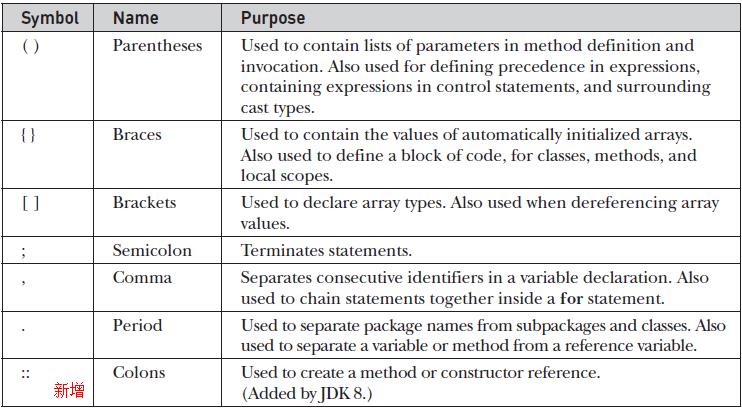 Symbol Name Purpose
( ) Parentheses Used to contain lists of parameters in method definition and
invocation. Also used for defining precedence in expressions,
containing expressions in control statements, and surrounding
cast types.
{ } Braces Used to contain the values of automatically initialized arrays.
Also used to define a block of code, for classes, methods, and
local scopes.
[ ] Brackets Used to declare array types. Also used when dereferencing array
values.
; Semicolon Terminates statements.
, Comma Separates consecutive identifiers in a variable declaration. Also
used to chain statements together inside a for statement.
. Period Used to separate package names from subpackages and classes. Also
used to separate a variable or method from a reference variable.
:: Colons Used to create a method or constructor reference.
新增 (Added by JDK 8.)